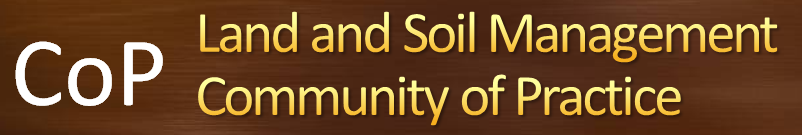 CoP
Land and Soil Management
Community of Practice